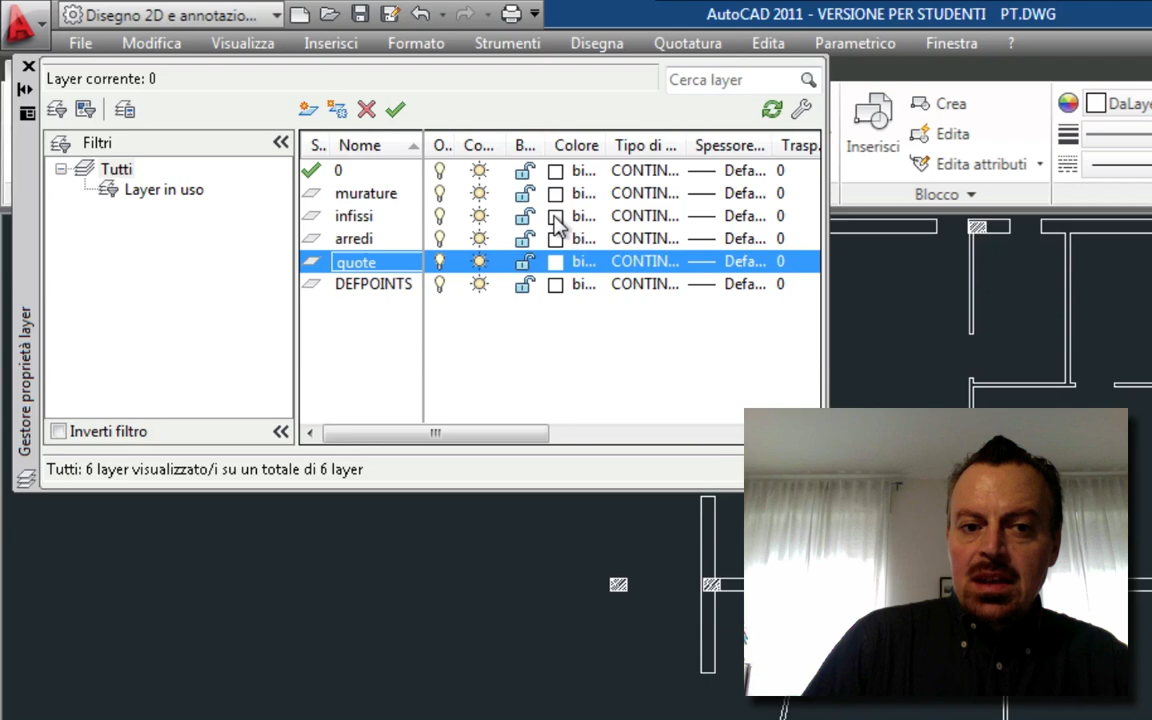 Disegno 2D e annotazio...
AutoCAD 2011 - VERSIONE PER STUDENTI PT.DWG
File Modifica Visualizza Inserisci Formato Strumenti Disegna Quotatura Edita Parametrico Finestra ?
Layer corrente: 0
Cerca layer
Filtri
Tutti
Layer in uso
Inverti filtro
S.. Nome O.. Co... B... Colore Tipo di ... Spessore... Trasp.
0 bi... CONTIN... Defa... 0
murature bi... CONTIN... Defa... 0
infissi bi... CONTIN... Defa... 0
arredi bi... CONTIN... Defa... 0
quote bi... CONTIN... Defa... 0
DEFPOINTS bi... CONTIN... Defa... 0
Tutti: 6 layer visualizzato/i su un totale di 6 layer
Gestore proprietà layer
Inserisci
Crea
Edita
Edita attributi
Blocco